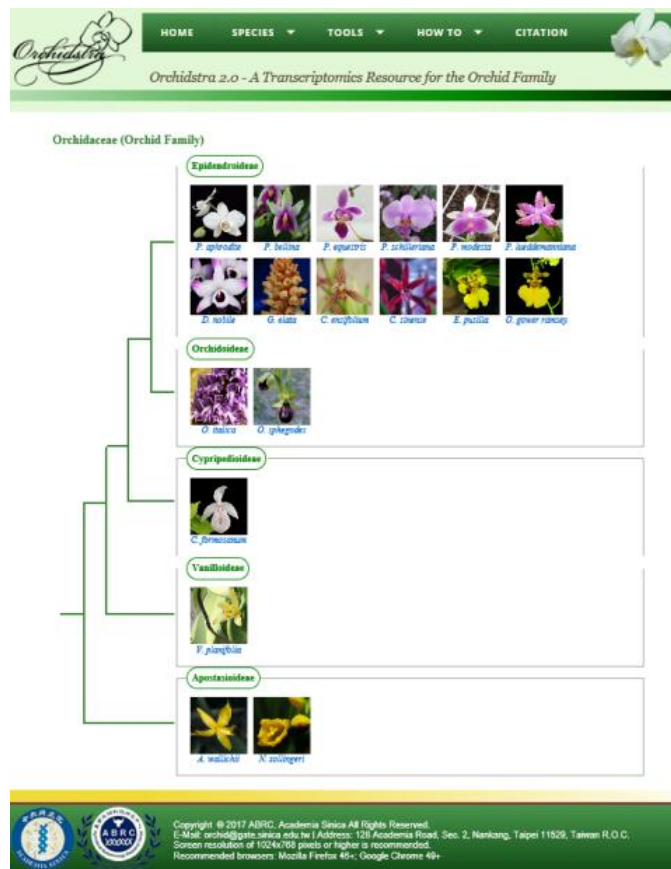 Orchidstra
HOME SPECIES TOOLS HOW TO CITATION
Orchidstra 2.0 - A Transcriptomics Resource for the Orchid Family
Orchidaceae (Orchid Family)
Epidendroideae
P. aphrodite P. bellina P. equestris P. schilleriana P. modesta P. lueddemanniana
D. nobile G. elata C. ensifolium C. sinense E. pusilla O. gower ramsey
Orchidoideae
O. italica O. sphegodes
Cypripedioideae
C. formosanum
Vanilloideae
V. planifolia
Apostasioideae
A. wallichii N. zollingeri
ACADEMIA SINICA
ABRC
Copyright © 2017 ABRC, Academia Sinica All Rights Reserved.
E-Mail: orchid@gate.sinica.edu.tw | Address: 128 Academia Road, Sec. 2, Nankang, Taipei 11529, Taiwan R.O.C.
Screen resolution of 1024x768 pixels or higher is recommended.
Recommended browsers: Mozilla Firefox 46+; Google Chrome 49+